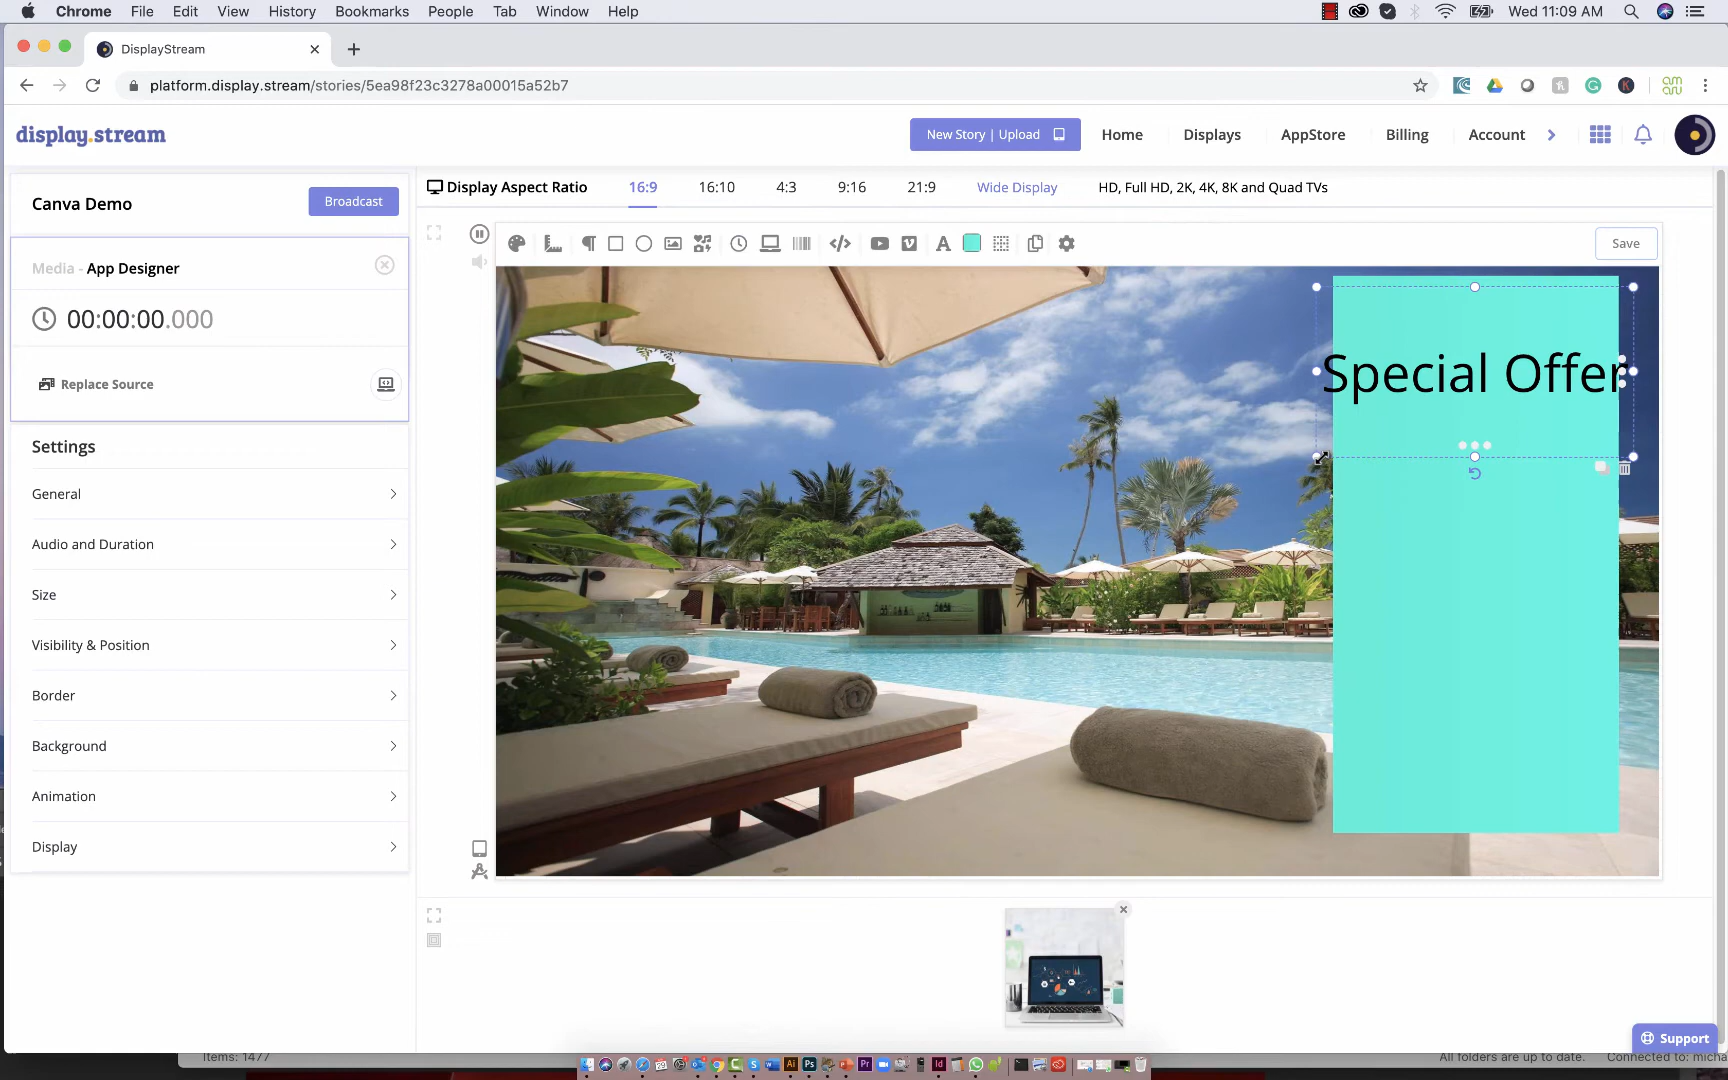 Chrome File Edit View History Bookmarks People Tab Window Help
Wed 11:09 AM
DisplayStream
platform.display.stream/stories/5ea98f23c3278a00015a52b7
display.stream
New Story | Upload
Home
Displays
AppStore
Billing
Account
Canva Demo
Broadcast
Display Aspect Ratio
16:9
16:10
4:3
9:16
21:9
Wide Display
HD, Full HD, 2K, 4K, 8K and Quad TVs
Media - App Designer
Save
00:00:00.000
Replace Source
Special Offer
Settings
General
Audio and Duration
Size
Visibility & Position
Border
Background
Animation
Display
Support
Items: 1477
All folders are up to date.
Connected to: micha